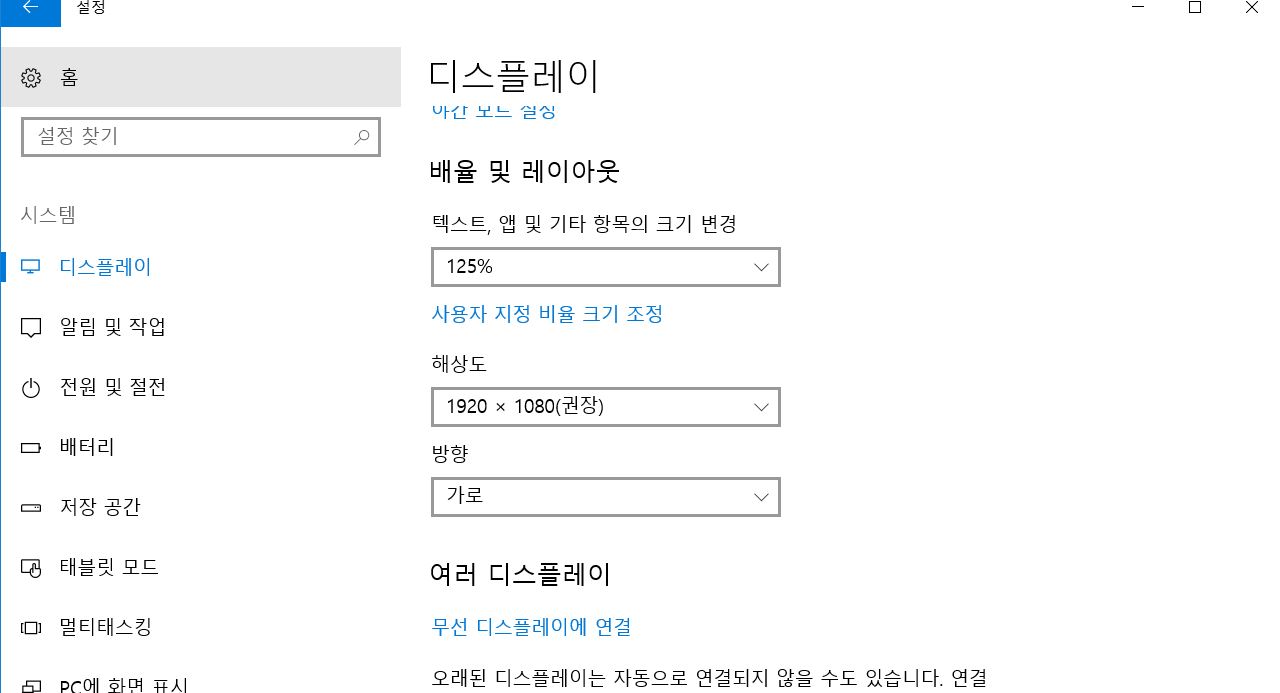 설정
홈
설정 찾기
시스템
디스플레이
알림 및 작업
전원 및 절전
배터리
저장 공간
태블릿 모드
멀티태스킹
PC에 화면 표시
디스플레이
야간 모드 설정
배율 및 레이아웃
텍스트, 앱 및 기타 항목의 크기 변경
125%
사용자 지정 비율 크기 조정
해상도
1920 × 1080(권장)
방향
가로
여러 디스플레이
무선 디스플레이에 연결
오래된 디스플레이는 자동으로 연결되지 않을 수도 있습니다. 연결